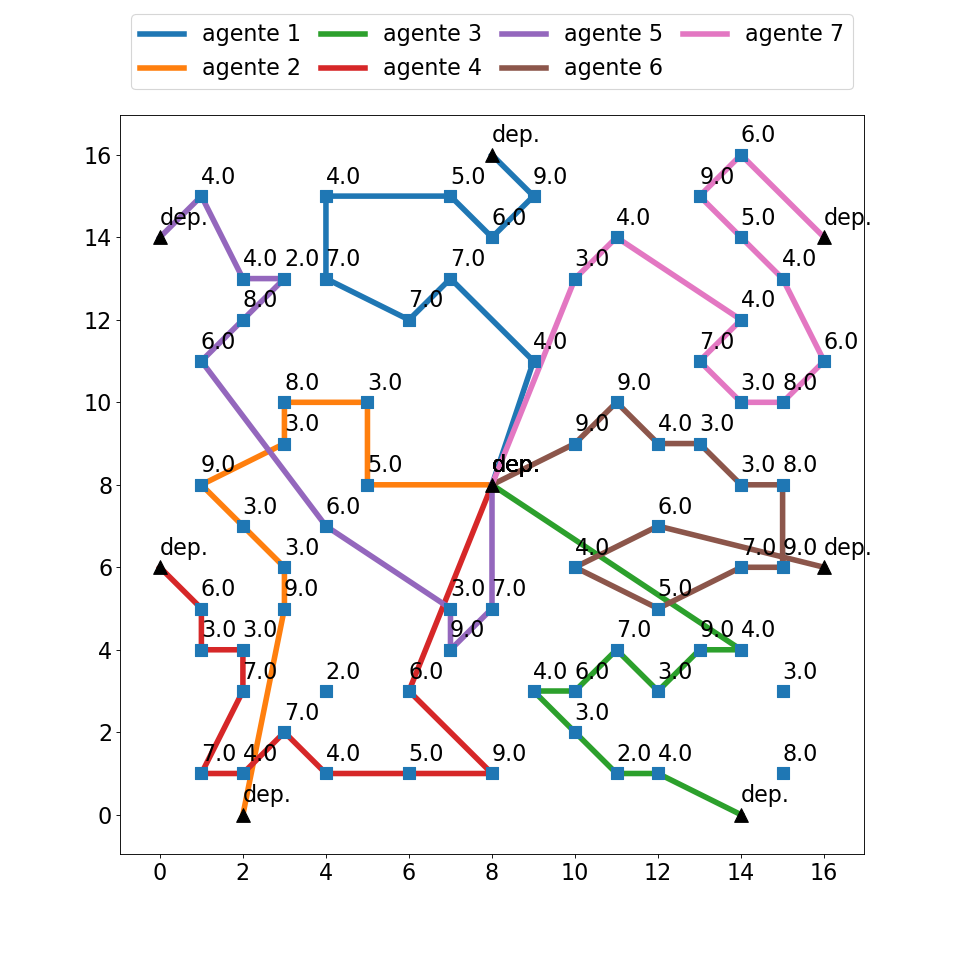 agente 1 agente 3 agente 5 agente 7
agente 2 agente 4 agente 6
dep. 6.0
16
4.0 4.0 5.0 9.0 9.0
dep. 6.0 4.0 5.0 dep.
14
4.0 2.0 7.0 7.0 3.0 4.0
8.0 7.0 4.0
12
6.0 4.0 7.0 6.0
8.0 3.0 9.0 3.0 8.0
10
3.0 9.0 4.0 3.0
9.0 5.0 dep. 3.0 8.0
8
3.0 6.0 6.0
dep. 3.0 4.0 7.0 9.0 dep.
6
6.0 9.0 3.0 7.0 5.0
3.0 3.0 9.0 7.0 9.0 4.0
4
7.0 2.0 6.0 4.0 6.0 3.0 3.0
7.0 3.0
2
7.0 4.0 4.0 5.0 9.0 2.0 4.0 8.0
dep. dep.
0
0 2 4 6 8 10 12 14 16